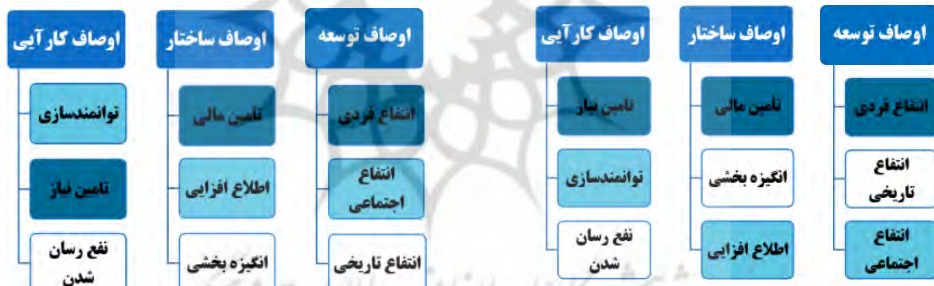 اوصاف توسعه
انتفاع فردی
انتفاع
تاریخی
انتفاع
اجتماعی
اوصاف ساختار
تأمین مالی
انگیزه بخشی
اطلاع افزایی
اوصاف کارآیی
تامین نیاز
توانمندسازی
نفع رسان
شدن
اوصاف توسعه
انتفاع فردی
انتفاع
اجتماعی
انتفاع تاریخی
اوصاف ساختار
تأمین مالی
اطلاع افزایی
انگیزه بخشی
اوصاف کارآیی
توانمندسازی
تامین نیاز
نفع رسان
شدن